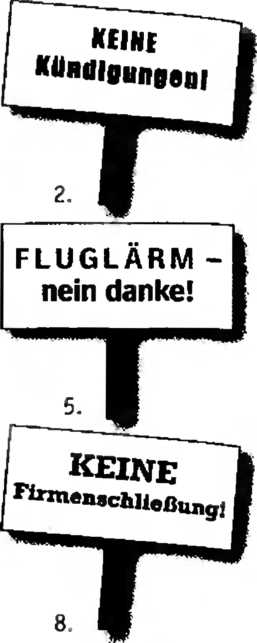 KEINE
Kündigungen!
2.
FLUGLÄRM –
nein danke!
5.
KEINE
Firmenschließung!
8.